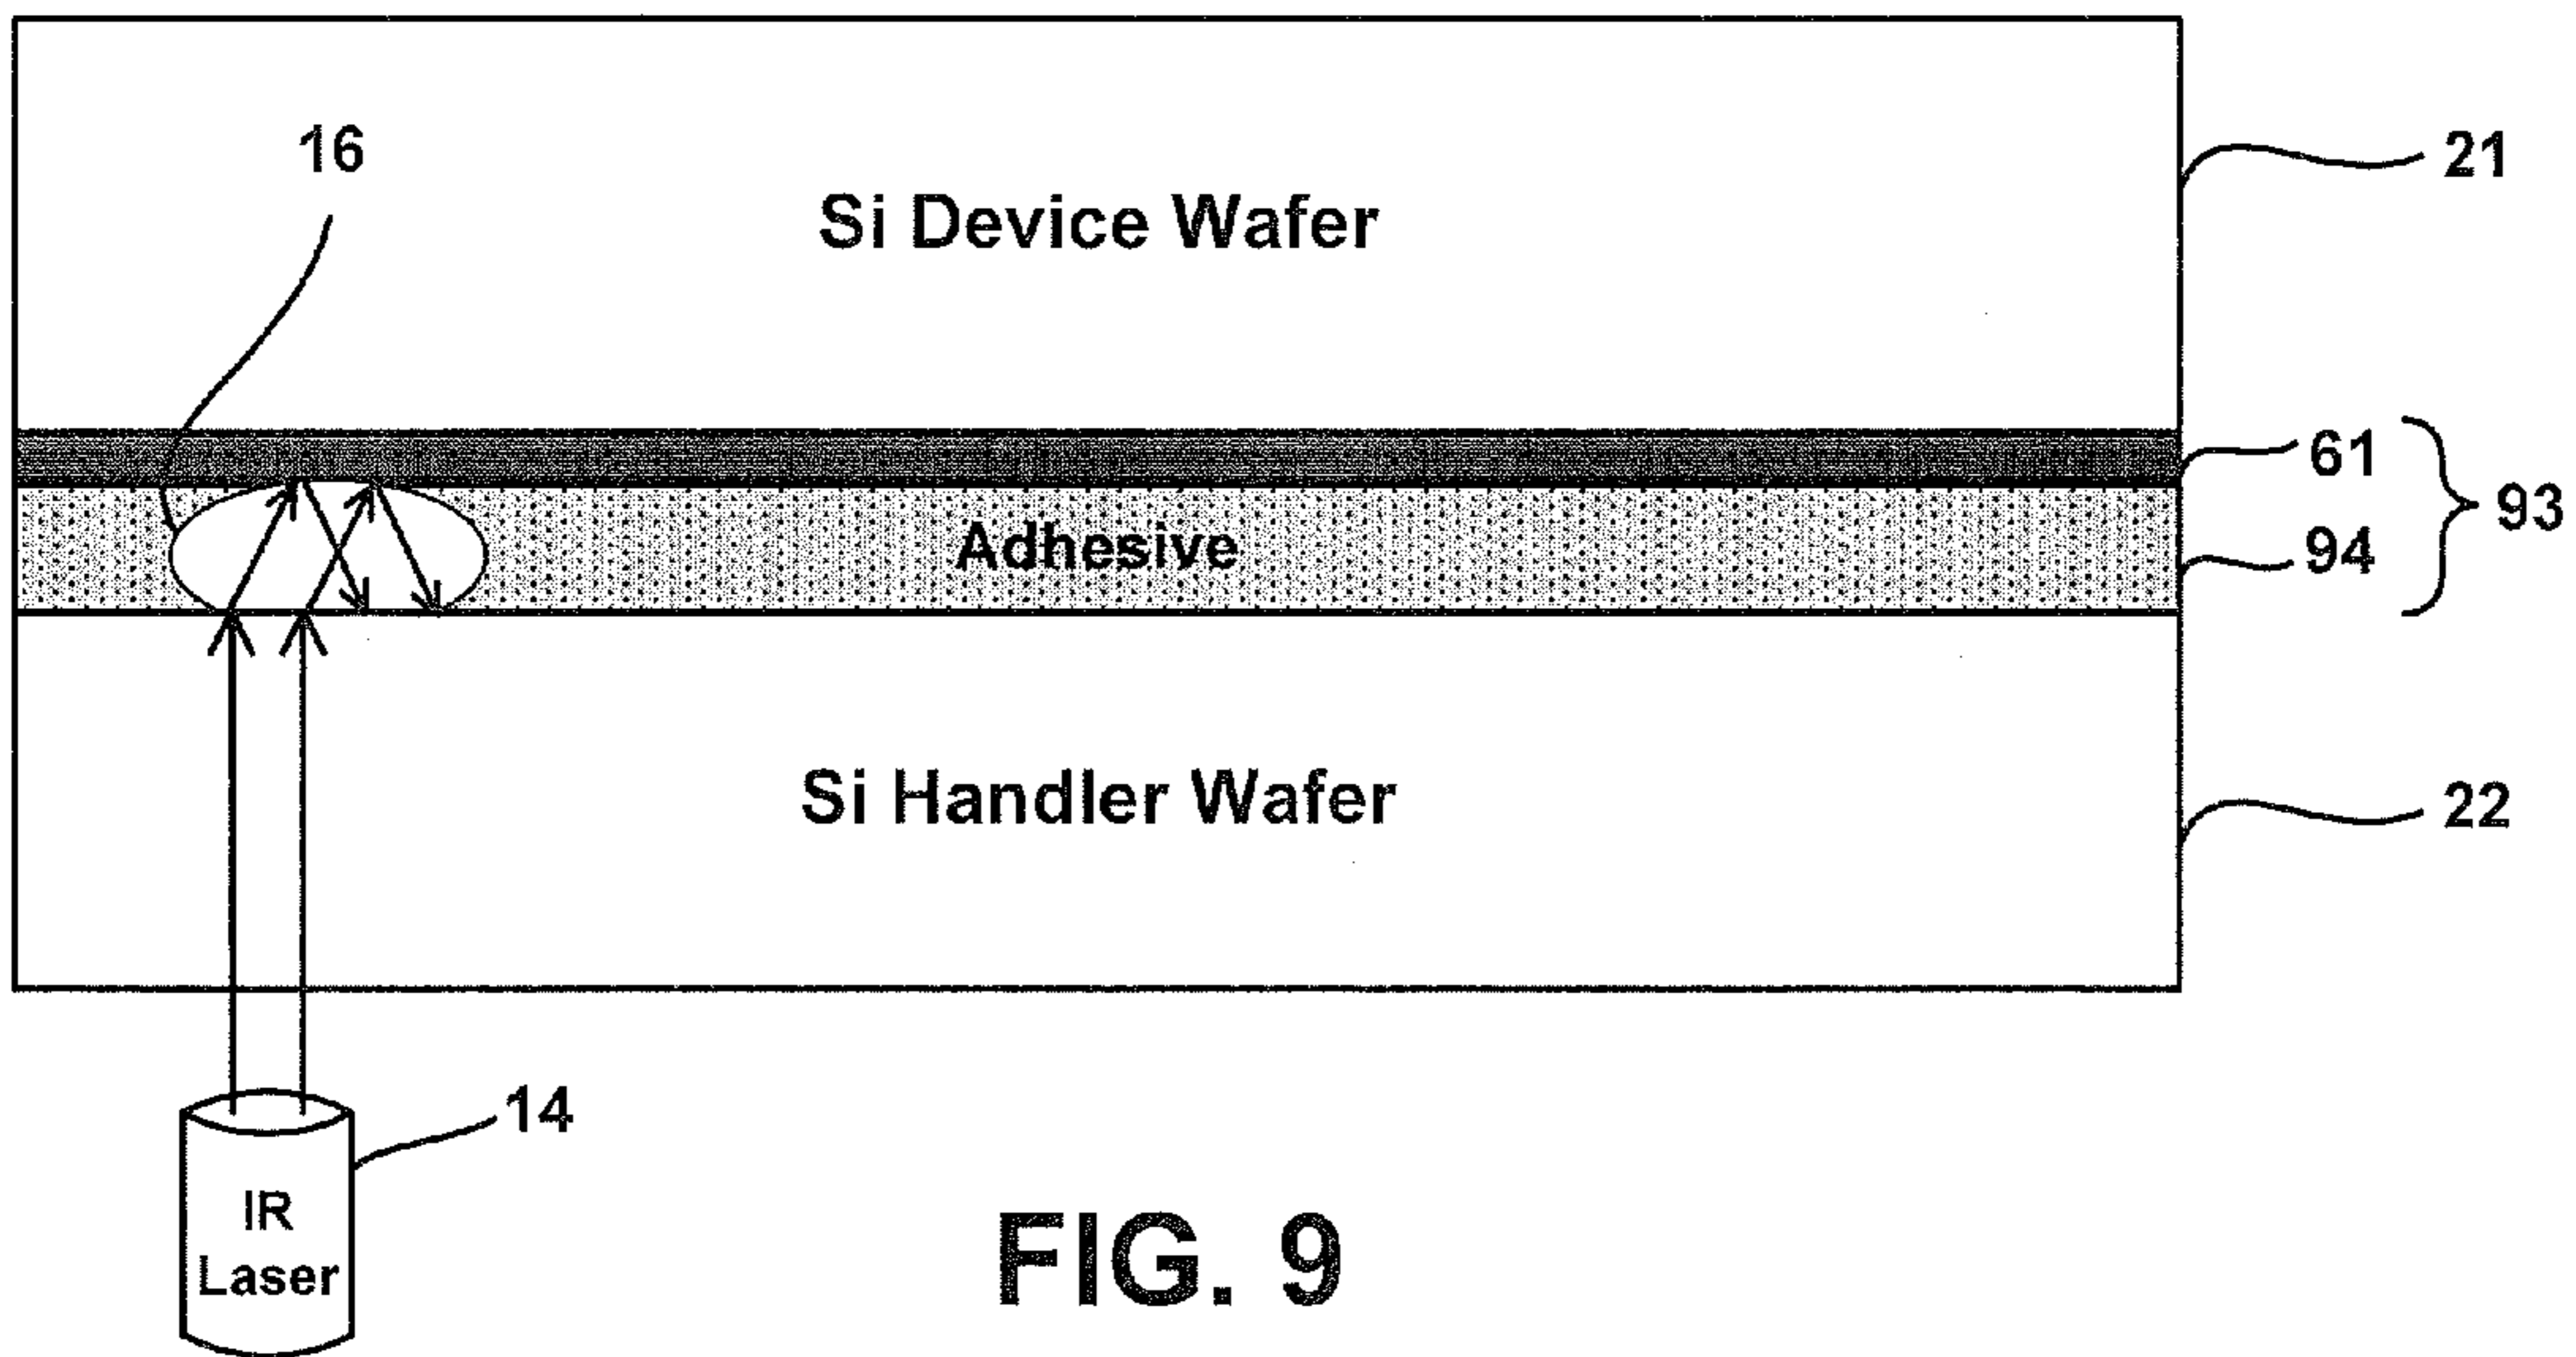 16
Si Device Wafer
21
61
93
Adhesive
94
Si Handler Wafer
22
14
IR
Laser
FIG. 9